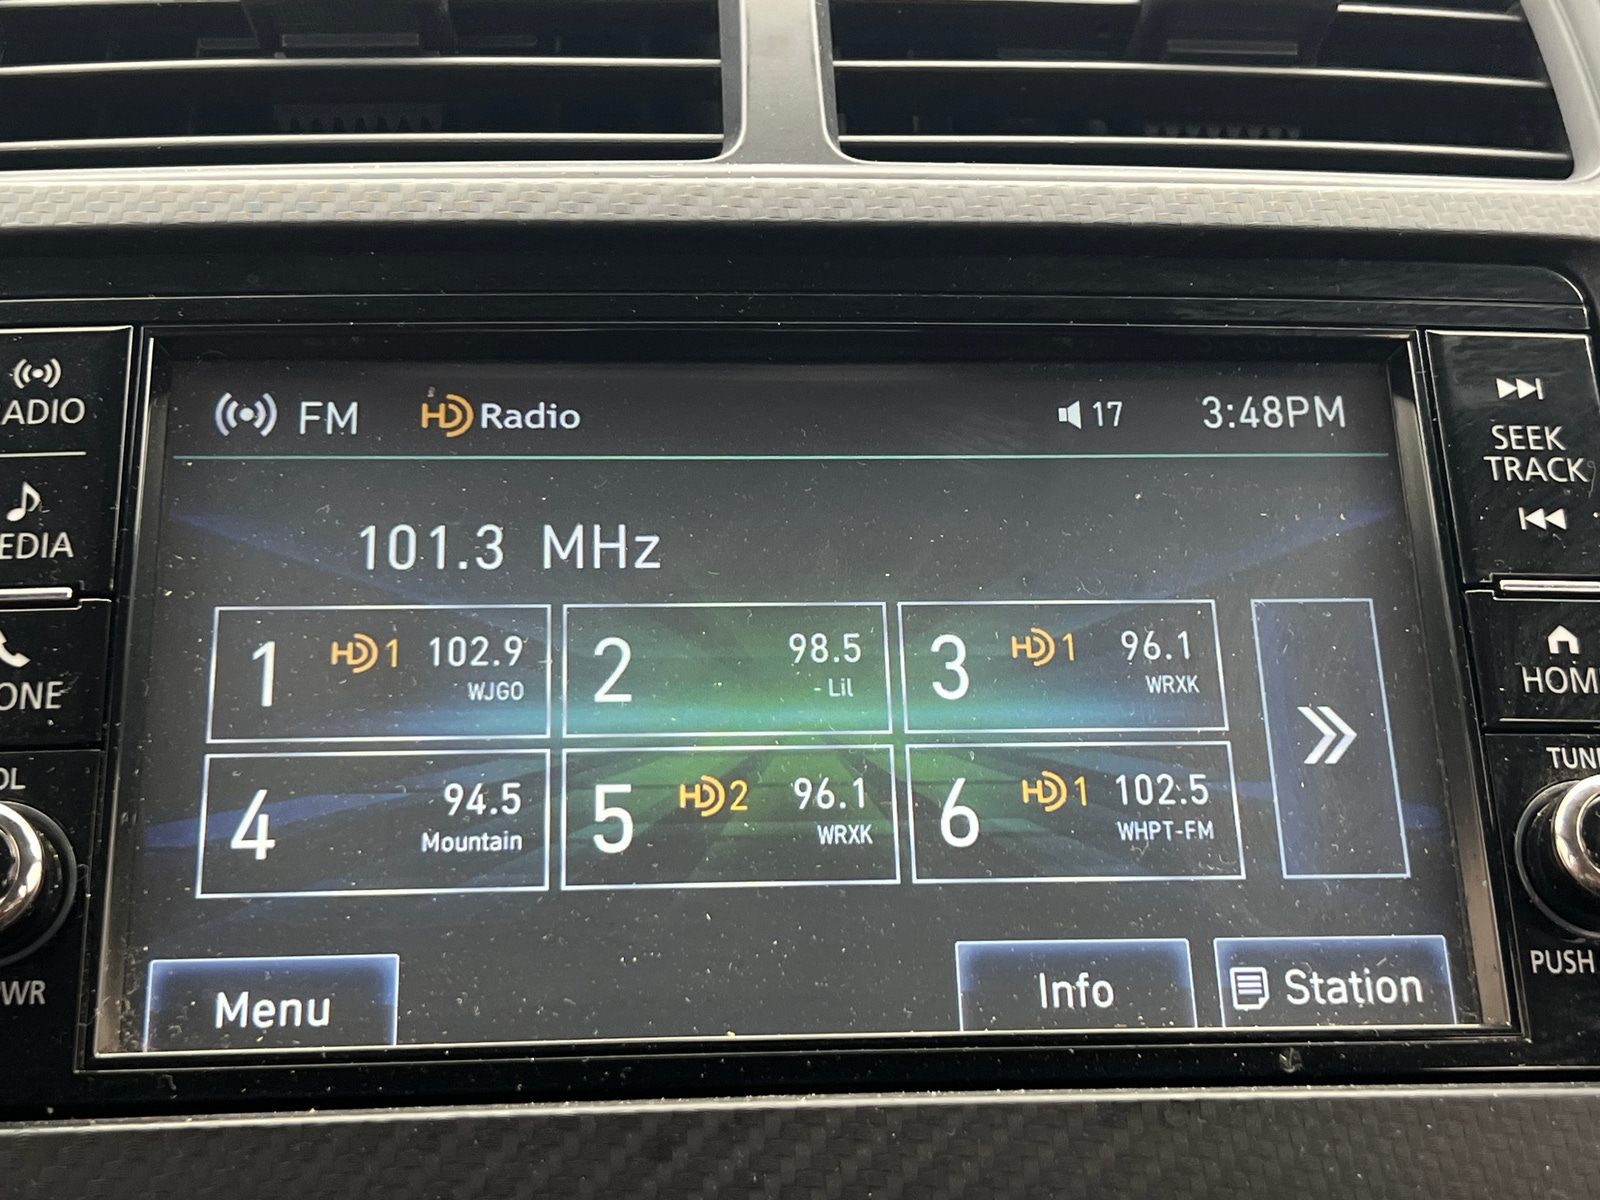 FM HD Radio 17 3:48PM
101.3 MHz
1 HD1 102.9
WJGO
2 98.5
- Lil
3 HD1 96.1
WRXK
4 94.5
Mountain
5 HD2 96.1
WRXK
6 HD1 102.5
WHPT-FM
Menu Info Station
ADIO
EDIA
ONE
OL
WR
SEEK
TRACK
HOM
TUN
PUSH